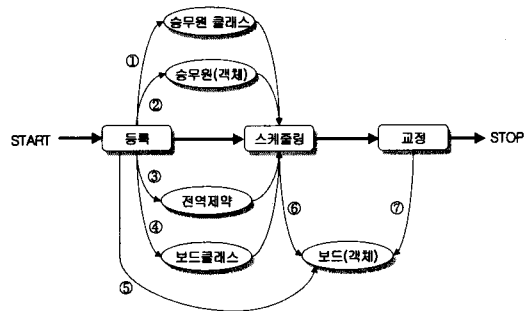 승무원 클래스
①
승무원(객체)
②
START
등록
스케줄링
교정
STOP
③
전역제약
⑥
⑦
④
보드클래스
보드(객체)
⑤